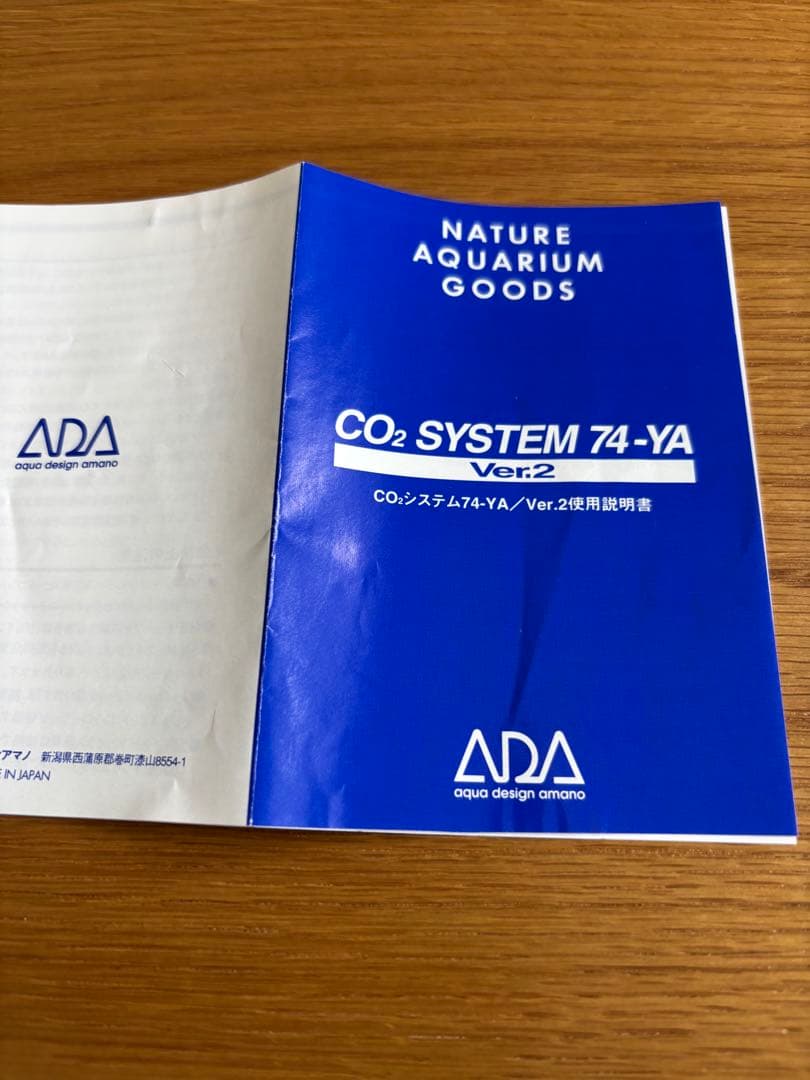 NATURE
AQUARIUM
GOODS
CO₂ SYSTEM 74-YA
Ver.2
CO₂システム74-YA／Ver.2使用説明書
ADA
aqua design amano
ADA
aqua design amano
アマノ 新潟県西蒲原郡巻町漆山8554-1
IN JAPAN